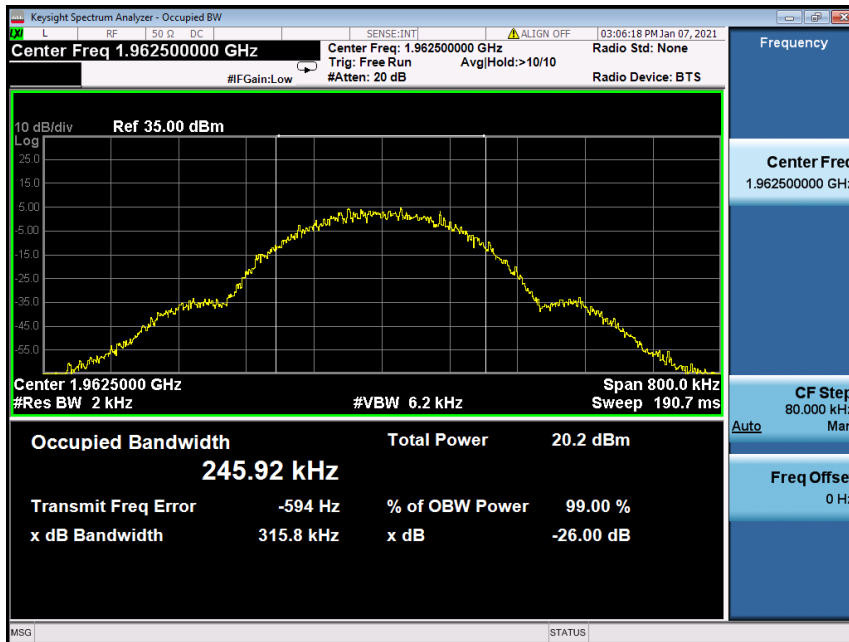 Keysight Spectrum Analyzer - Occupied BW
LXI L RF 50 Ω DC SENSE:INT ALIGN OFF 03:06:18 PM Jan 07, 2021
Center Freq 1.962500000 GHz
Center Freq: 1.962500000 GHz
Radio Std: None
Trig: Free Run Avg|Hold:>10/10
#IFGain:Low #Atten: 20 dB Radio Device: BTS
10 dB/div Ref 35.00 dBm
Log
25.0
15.0
5.00
-5.00
-15.0
-25.0
-35.0
-45.0
-55.0
Center 1.9625000 GHz Span 800.0 kHz
#Res BW 2 kHz #VBW 6.2 kHz Sweep 190.7 ms
Occupied Bandwidth Total Power 20.2 dBm
245.92 kHz
Transmit Freq Error -594 Hz % of OBW Power 99.00 %
x dB Bandwidth 315.8 kHz x dB -26.00 dB
Frequency
Center Freq
1.962500000 GHz
CF Step
80.000 kHz
Auto Man
Freq Offset
0 Hz
MSG STATUS